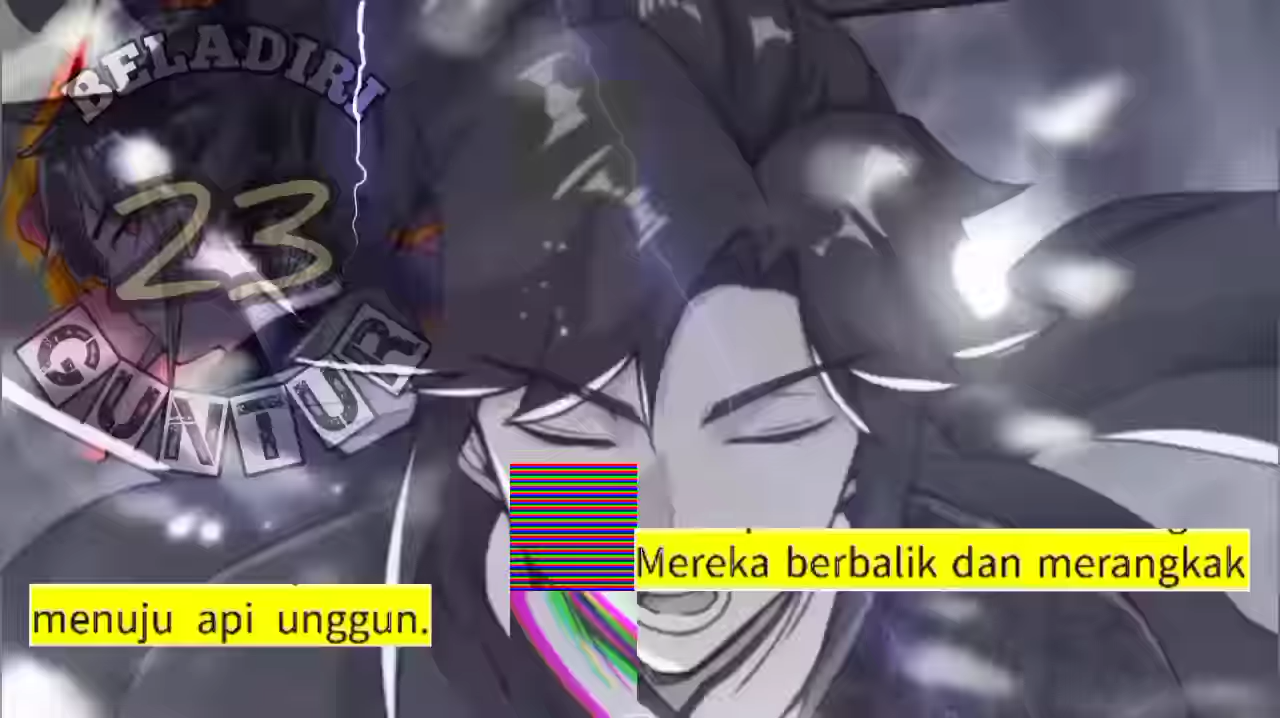 BELADIRI
23
GUNTUR
Mereka berbalik dan merangkak
menuju api unggun.